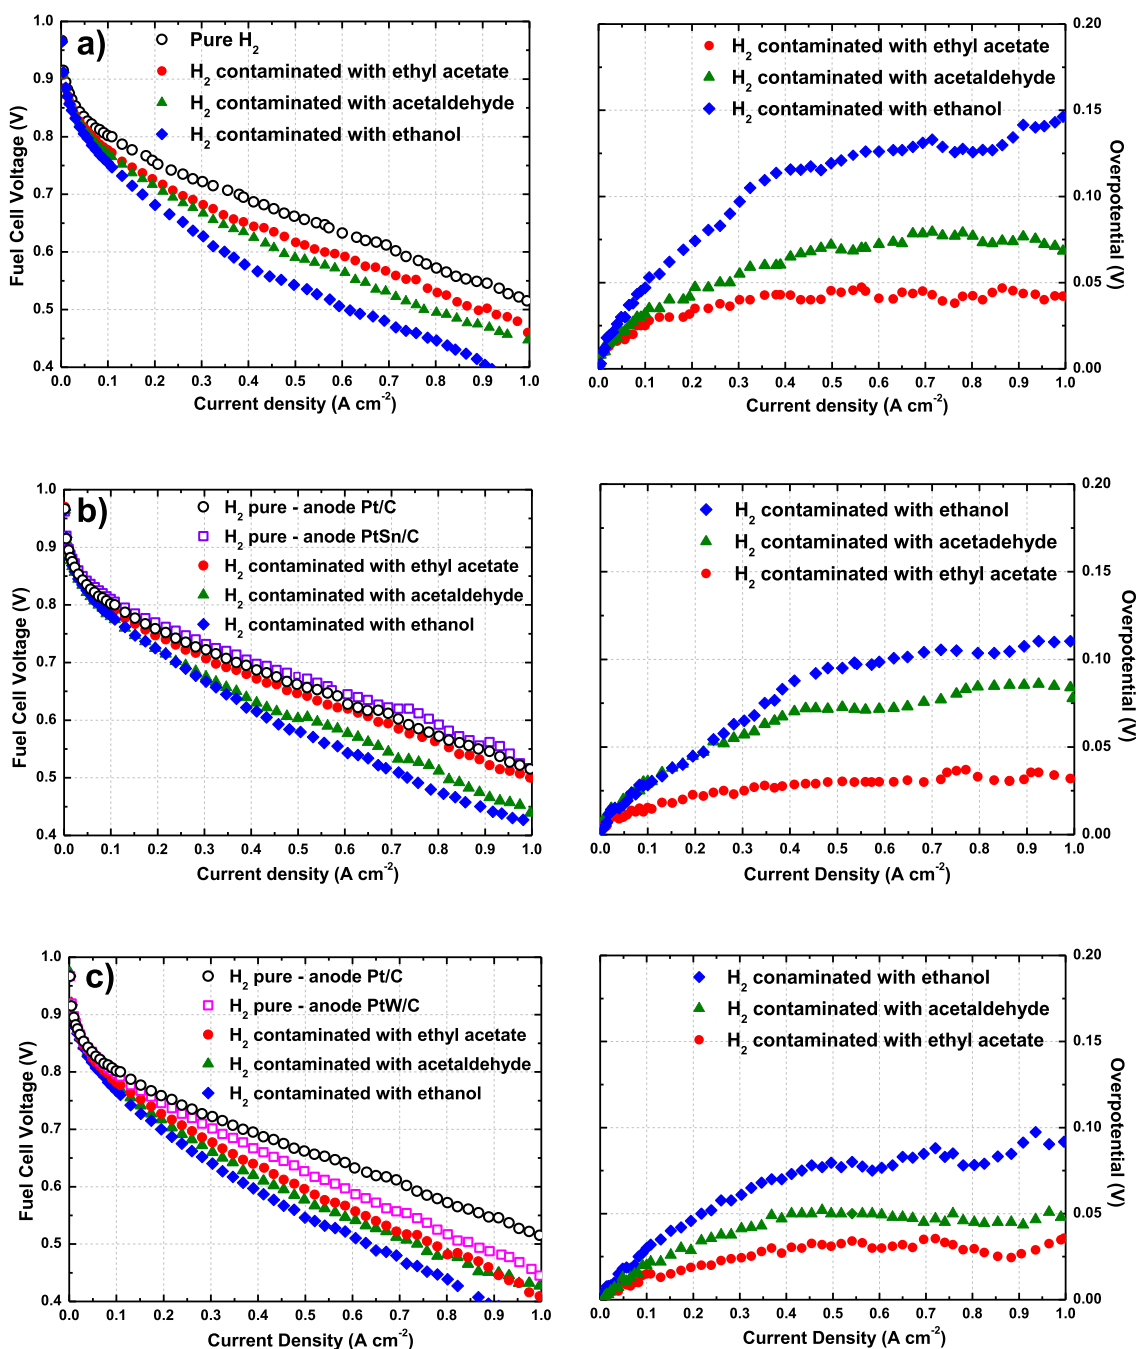 a)
Pure H2
H2 contaminated with ethyl acetate
H2 contaminated with acetaldehyde
H2 contaminated with ethanol
1.0
0.9
0.8
0.7
0.6
0.5
0.4
Fuel Cell Voltage (V)
0.0 0.1 0.2 0.3 0.4 0.5 0.6 0.7 0.8 0.9 1.0
Current density (A cm-2)
H2 contaminated with ethyl acetate
H2 contaminated with acetaldehyde
H2 contaminated with ethanol
0.20
0.15
0.10
0.05
0.00
Overpotential (V)
0.0 0.1 0.2 0.3 0.4 0.5 0.6 0.7 0.8 0.9 1.0
Current density (A cm-2)
b)
H2 pure - anode Pt/C
H2 pure - anode PtSn/C
H2 contaminated with ethyl acetate
H2 contaminated with acetaldehyde
H2 contaminated with ethanol
1.0
0.9
0.8
0.7
0.6
0.5
0.4
Fuel Cell Voltage (V)
0.0 0.1 0.2 0.3 0.4 0.5 0.6 0.7 0.8 0.9 1.0
Current density (A cm-2)
H2 contaminated with ethanol
H2 contaminated with acetadehyde
H2 contaminated with ethyl acetate
0.20
0.15
0.10
0.05
0.00
Overpotential (V)
0.0 0.1 0.2 0.3 0.4 0.5 0.6 0.7 0.8 0.9 1.0
Current Density (A cm-2)
c)
H2 pure - anode Pt/C
H2 pure - anode PtW/C
H2 contaminated with ethyl acetate
H2 contaminated with acetaldehyde
H2 contaminated with ethanol
1.0
0.9
0.8
0.7
0.6
0.5
0.4
Fuel Cell Voltage (V)
0.0 0.1 0.2 0.3 0.4 0.5 0.6 0.7 0.8 0.9 1.0
Current Density (A cm-2)
H2 conaminated with ethanol
H2 contaminated with acetaldehyde
H2 contaminated with ethyl acetate
0.20
0.15
0.10
0.05
0.00
Overpotential (V)
0.0 0.1 0.2 0.3 0.4 0.5 0.6 0.7 0.8 0.9 1.0
Current Density (A cm-2)